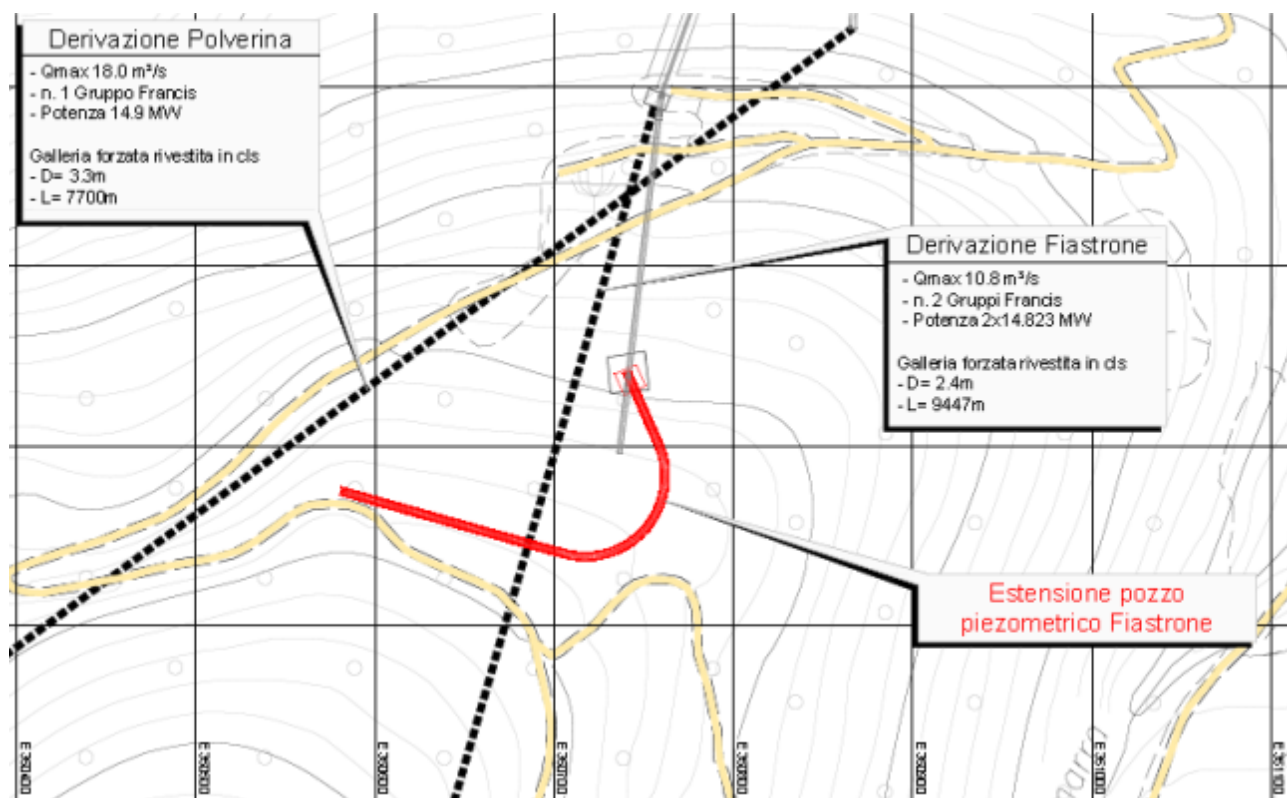 Derivazione Polverina
- Qmax 18.0 m³/s
- n. 1 Gruppo Francis
- Potenza 14.9 MW
Galleria forzata rivestita in cls
- D= 3.3m
- L= 7700m
Derivazione Fiastrone
- Qmax 10.8 m³/s
- n. 2 Gruppi Francis
- Potenza 2x14.823 MW
Galleria forzata rivestita in cls
- D= 2.4m
- L= 9447m
Estensione pozzo
piezometrico Fiastrone